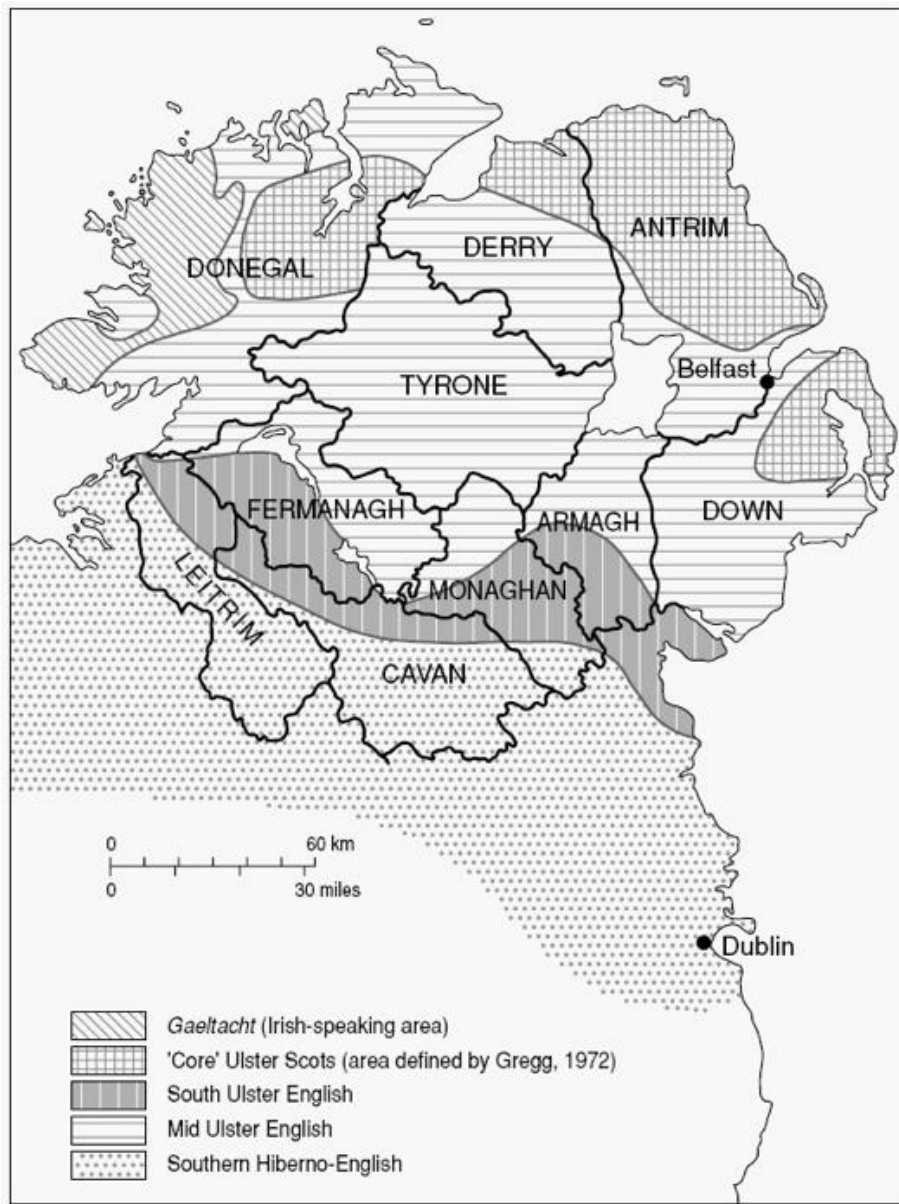 DERRY
ANTRIM
DONEGAL
Belfast
TYRONE
FERMANAGH
ARMAGH
DOWN
LEITRIM
MONAGHAN
CAVAN
0 60 km
0 30 miles
Dublin
Gaeltacht (Irish-speaking area)
'Core' Ulster Scots (area defined by Gregg, 1972)
South Ulster English
Mid Ulster English
Southern Hiberno-English